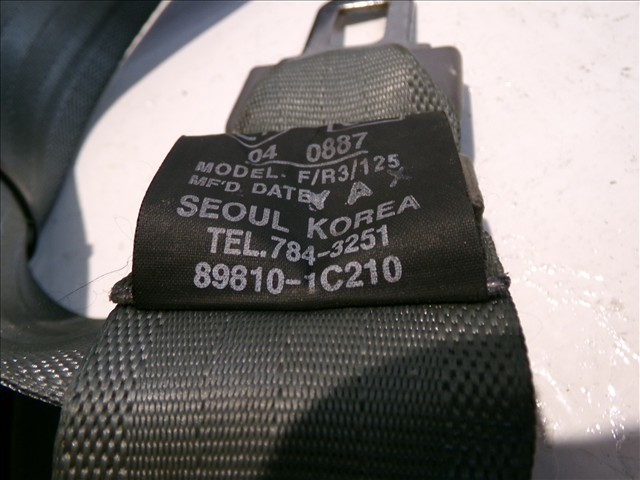 04 0887
MODEL. F/R3/125
MF'D. DATE Y A X
SEOUL KOREA
TEL.784-3251
89810-1C210